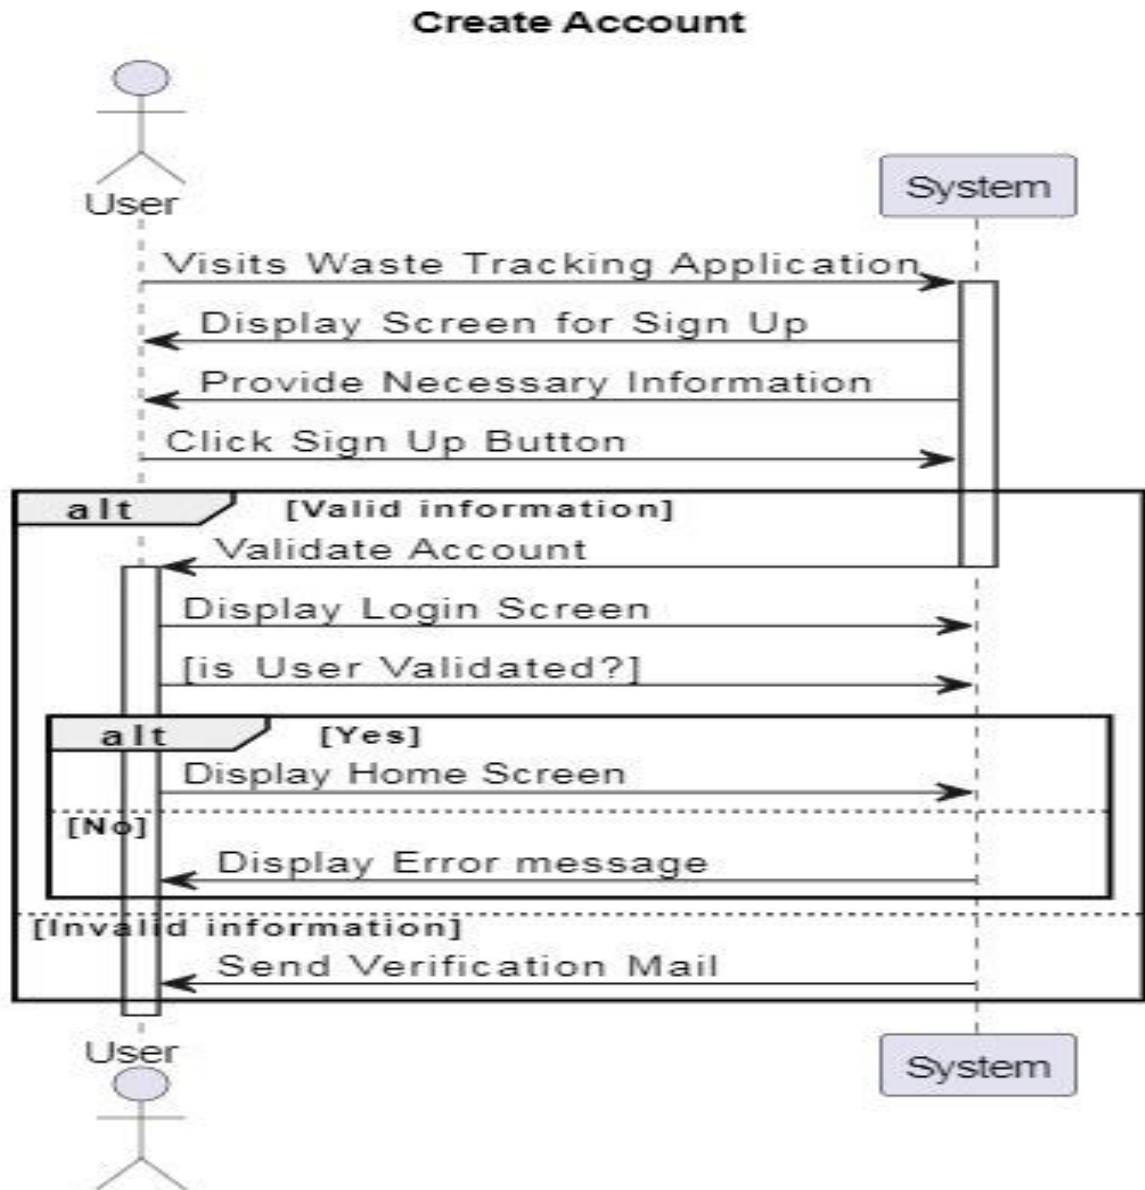 Create Account
User
System
Visits Waste Tracking Application
Display Screen for Sign Up
Provide Necessary Information
Click Sign Up Button
alt [Valid information]
Validate Account
Display Login Screen
[is User Validated?]
alt [Yes]
Display Home Screen
[No]
Display Error message
[Invalid information]
Send Verification Mail
User
System